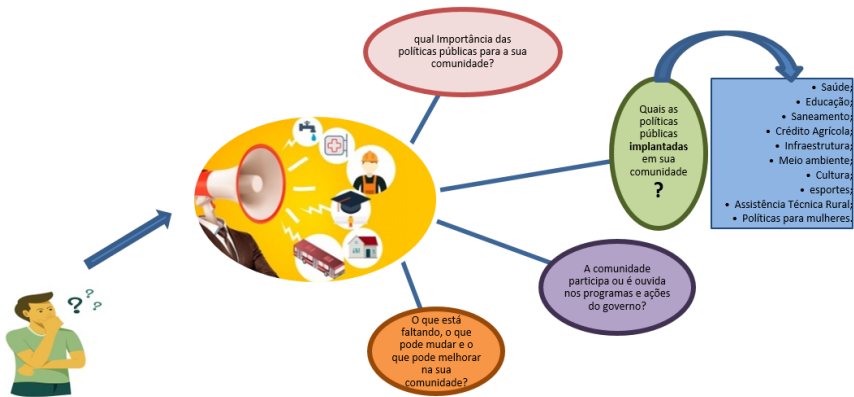 qual Importância das
políticas públicas para a sua
comunidade?
Quais as
políticas
públicas
implantadas
em sua
comunidade
?
• Saúde;
• Educação;
• Saneamento;
• Crédito Agrícola;
• Infraestrutura;
• Meio ambiente;
• Cultura;
• esportes;
• Assistência Técnica Rural;
• Políticas para mulheres.
A comunidade
participa ou é ouvida
nos programas e ações
do governo?
O que está
faltando, o que
pode mudar e o
que pode melhorar
na sua
comunidade?
? ? ?